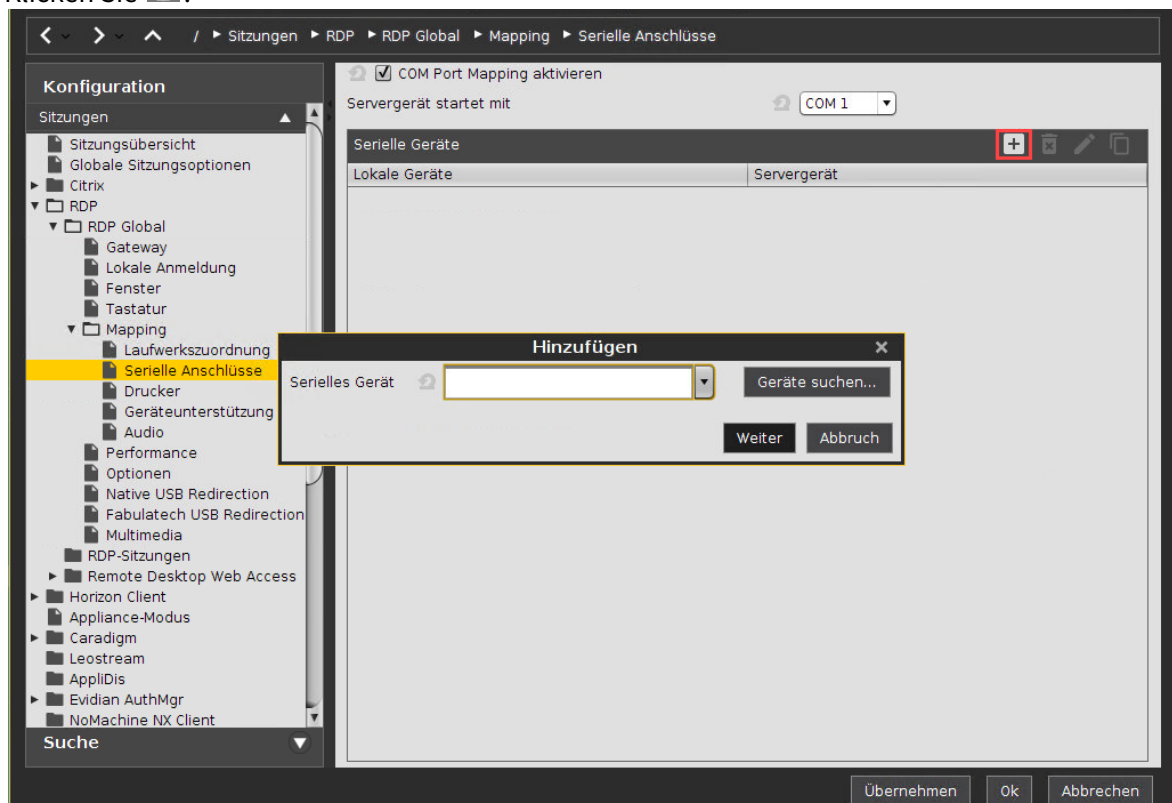 Klicken Sie
/ Sitzungen RDP RDP Global Mapping Serielle Anschlüsse
Konfiguration
Sitzungen
Sitzungsübersicht
Globale Sitzungsoptionen
Citrix
RDP
RDP Global
Gateway
Lokale Anmeldung
Fenster
Tastatur
Mapping
Laufwerkszuordnung
Serielle Anschlüsse
Drucker
Geräteunterstützung
Audio
Performance
Optionen
Native USB Redirection
Fabulatech USB Redirection
Multimedia
RDP-Sitzungen
Remote Desktop Web Access
Horizon Client
Appliance-Modus
Caradigm
Leostream
AppliDis
Evidian AuthMgr
NoMachine NX Client
Suche
COM Port Mapping aktivieren
Servergerät startet mit COM 1
Serielle Geräte
Lokale Geräte Servergerät
Hinzufügen
Serielles Gerät Geräte suchen...
Weiter Abbruch
Übernehmen Ok Abbrechen